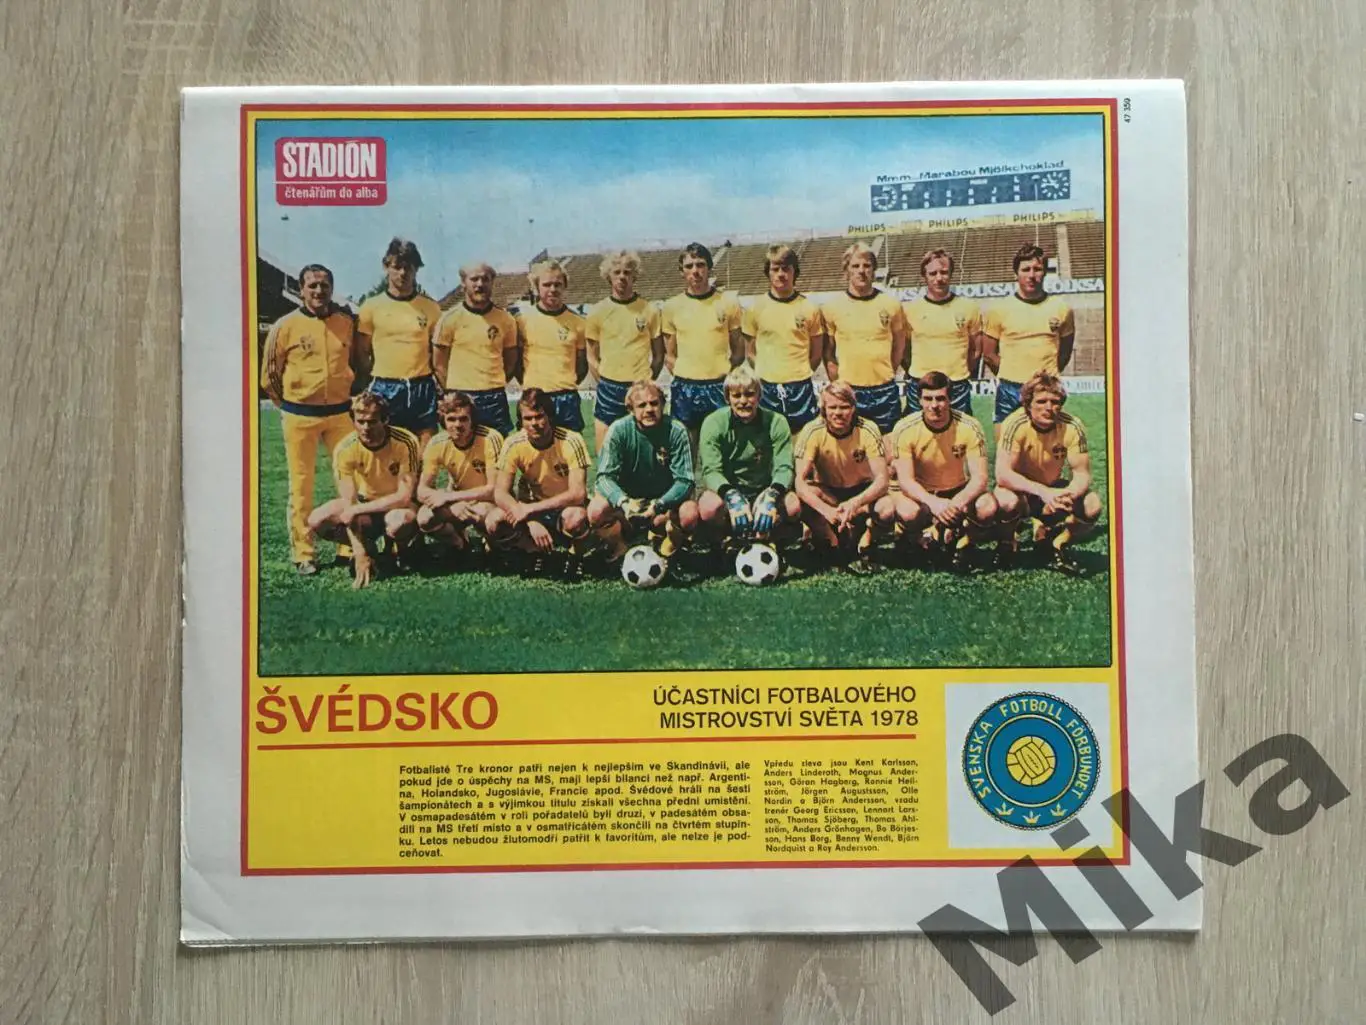 47 359
STADIÓN
čtenářům do alba
Mmm...Marabou Mjölkchoklad
PHILIPS PHILIPS PHILIPS
FOLKSA
ŠVÉDSKO
ÚČASTNÍCI FOTBALOVÉHO
MISTROVSTVÍ SVĚTA 1978
Fotbalisté Tre kronor patří nejen k nejlepším ve Skandinávii, ale
pokud jde o úspěchy na MS, mají lepší bilanci než např. Argenti-
na, Holandsko, Jugoslávie, Francie apod. Švédové hráli na šesti
šampionátech a s výjimkou titulu získali všechna přední umístění.
V osmapadesátém v roli pořadatelů byli druzí, v padesátém obsa-
dili na MS třetí místo a v osmatřicátém skončili na čtvrtém stupín-
ku. Letos nebudou žlutomodří patřit k favoritům, ale nelze je pod-
ceňovat.
Vpředu zleva jsou Kent Karlsson,
Anders Linderoth, Magnus Ander-
sson, Göran Hagberg, Ronnie Hell-
ström, Jörgen Augustsson, Olle
Nordin a Björn Andersson, vzadu
trenér Georg Ericsson, Lennart Lars-
son, Thomas Sjöberg, Thomas Ahl-
ström, Anders Grönhagen, Bo Börjes-
son, Hans Borg, Benny Wendt, Björn
Nordquist a Roy Andersson.
SVENSKA FOTBOLL FÖRBUNDET
Mika